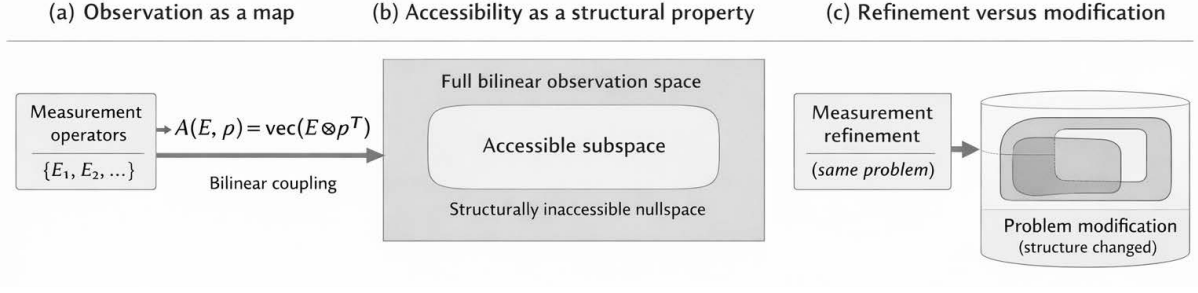 (a) Observation as a map
(b) Accessibility as a structural property
(c) Refinement versus modification
Measurement
operators
{E₁, E₂, ...}
A(E, p) = vec(E⊗pᵀ)
Bilinear coupling
Full bilinear observation space
Accessible subspace
Structurally inaccessible nullspace
Measurement
refinement
(same problem)
Problem modification
(structure changed)